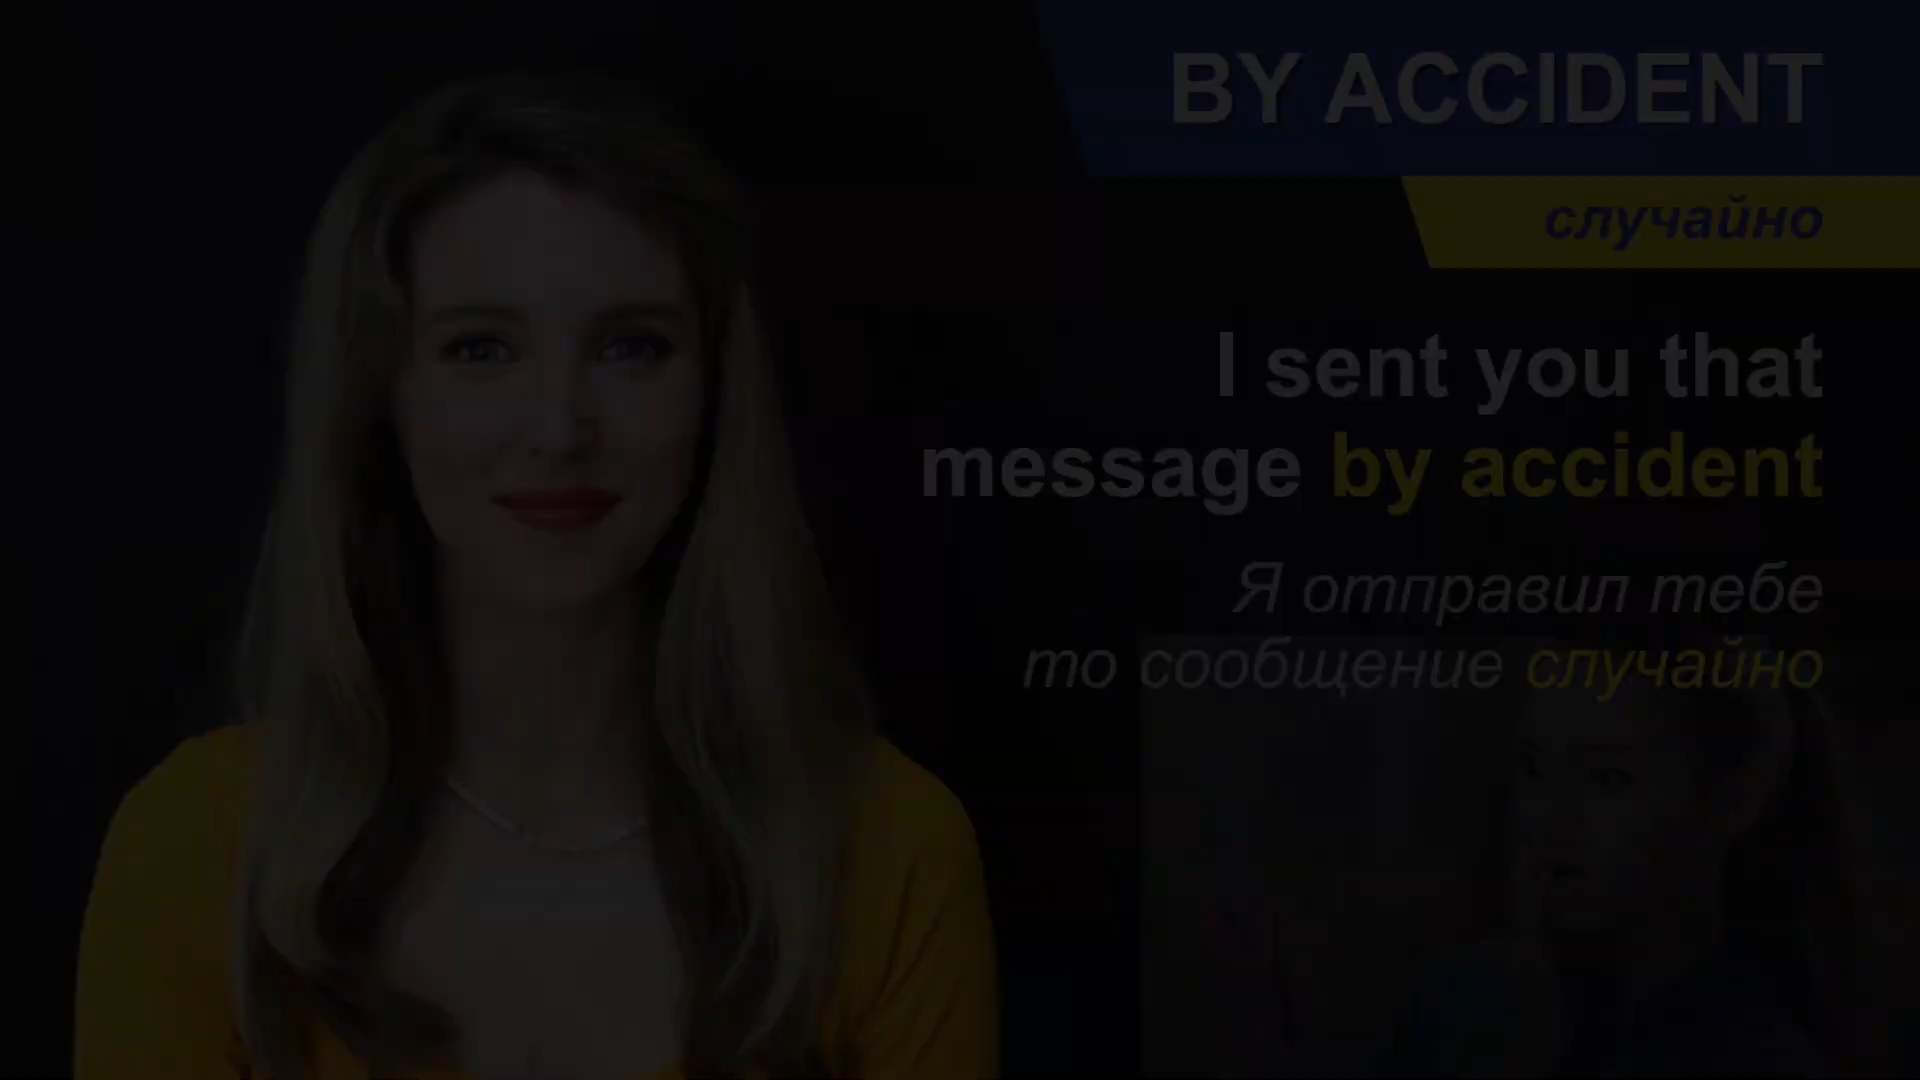 BY ACCIDENT
случайно
I sent you that
message by accident
Я отправил тебе
то сообщение случайно